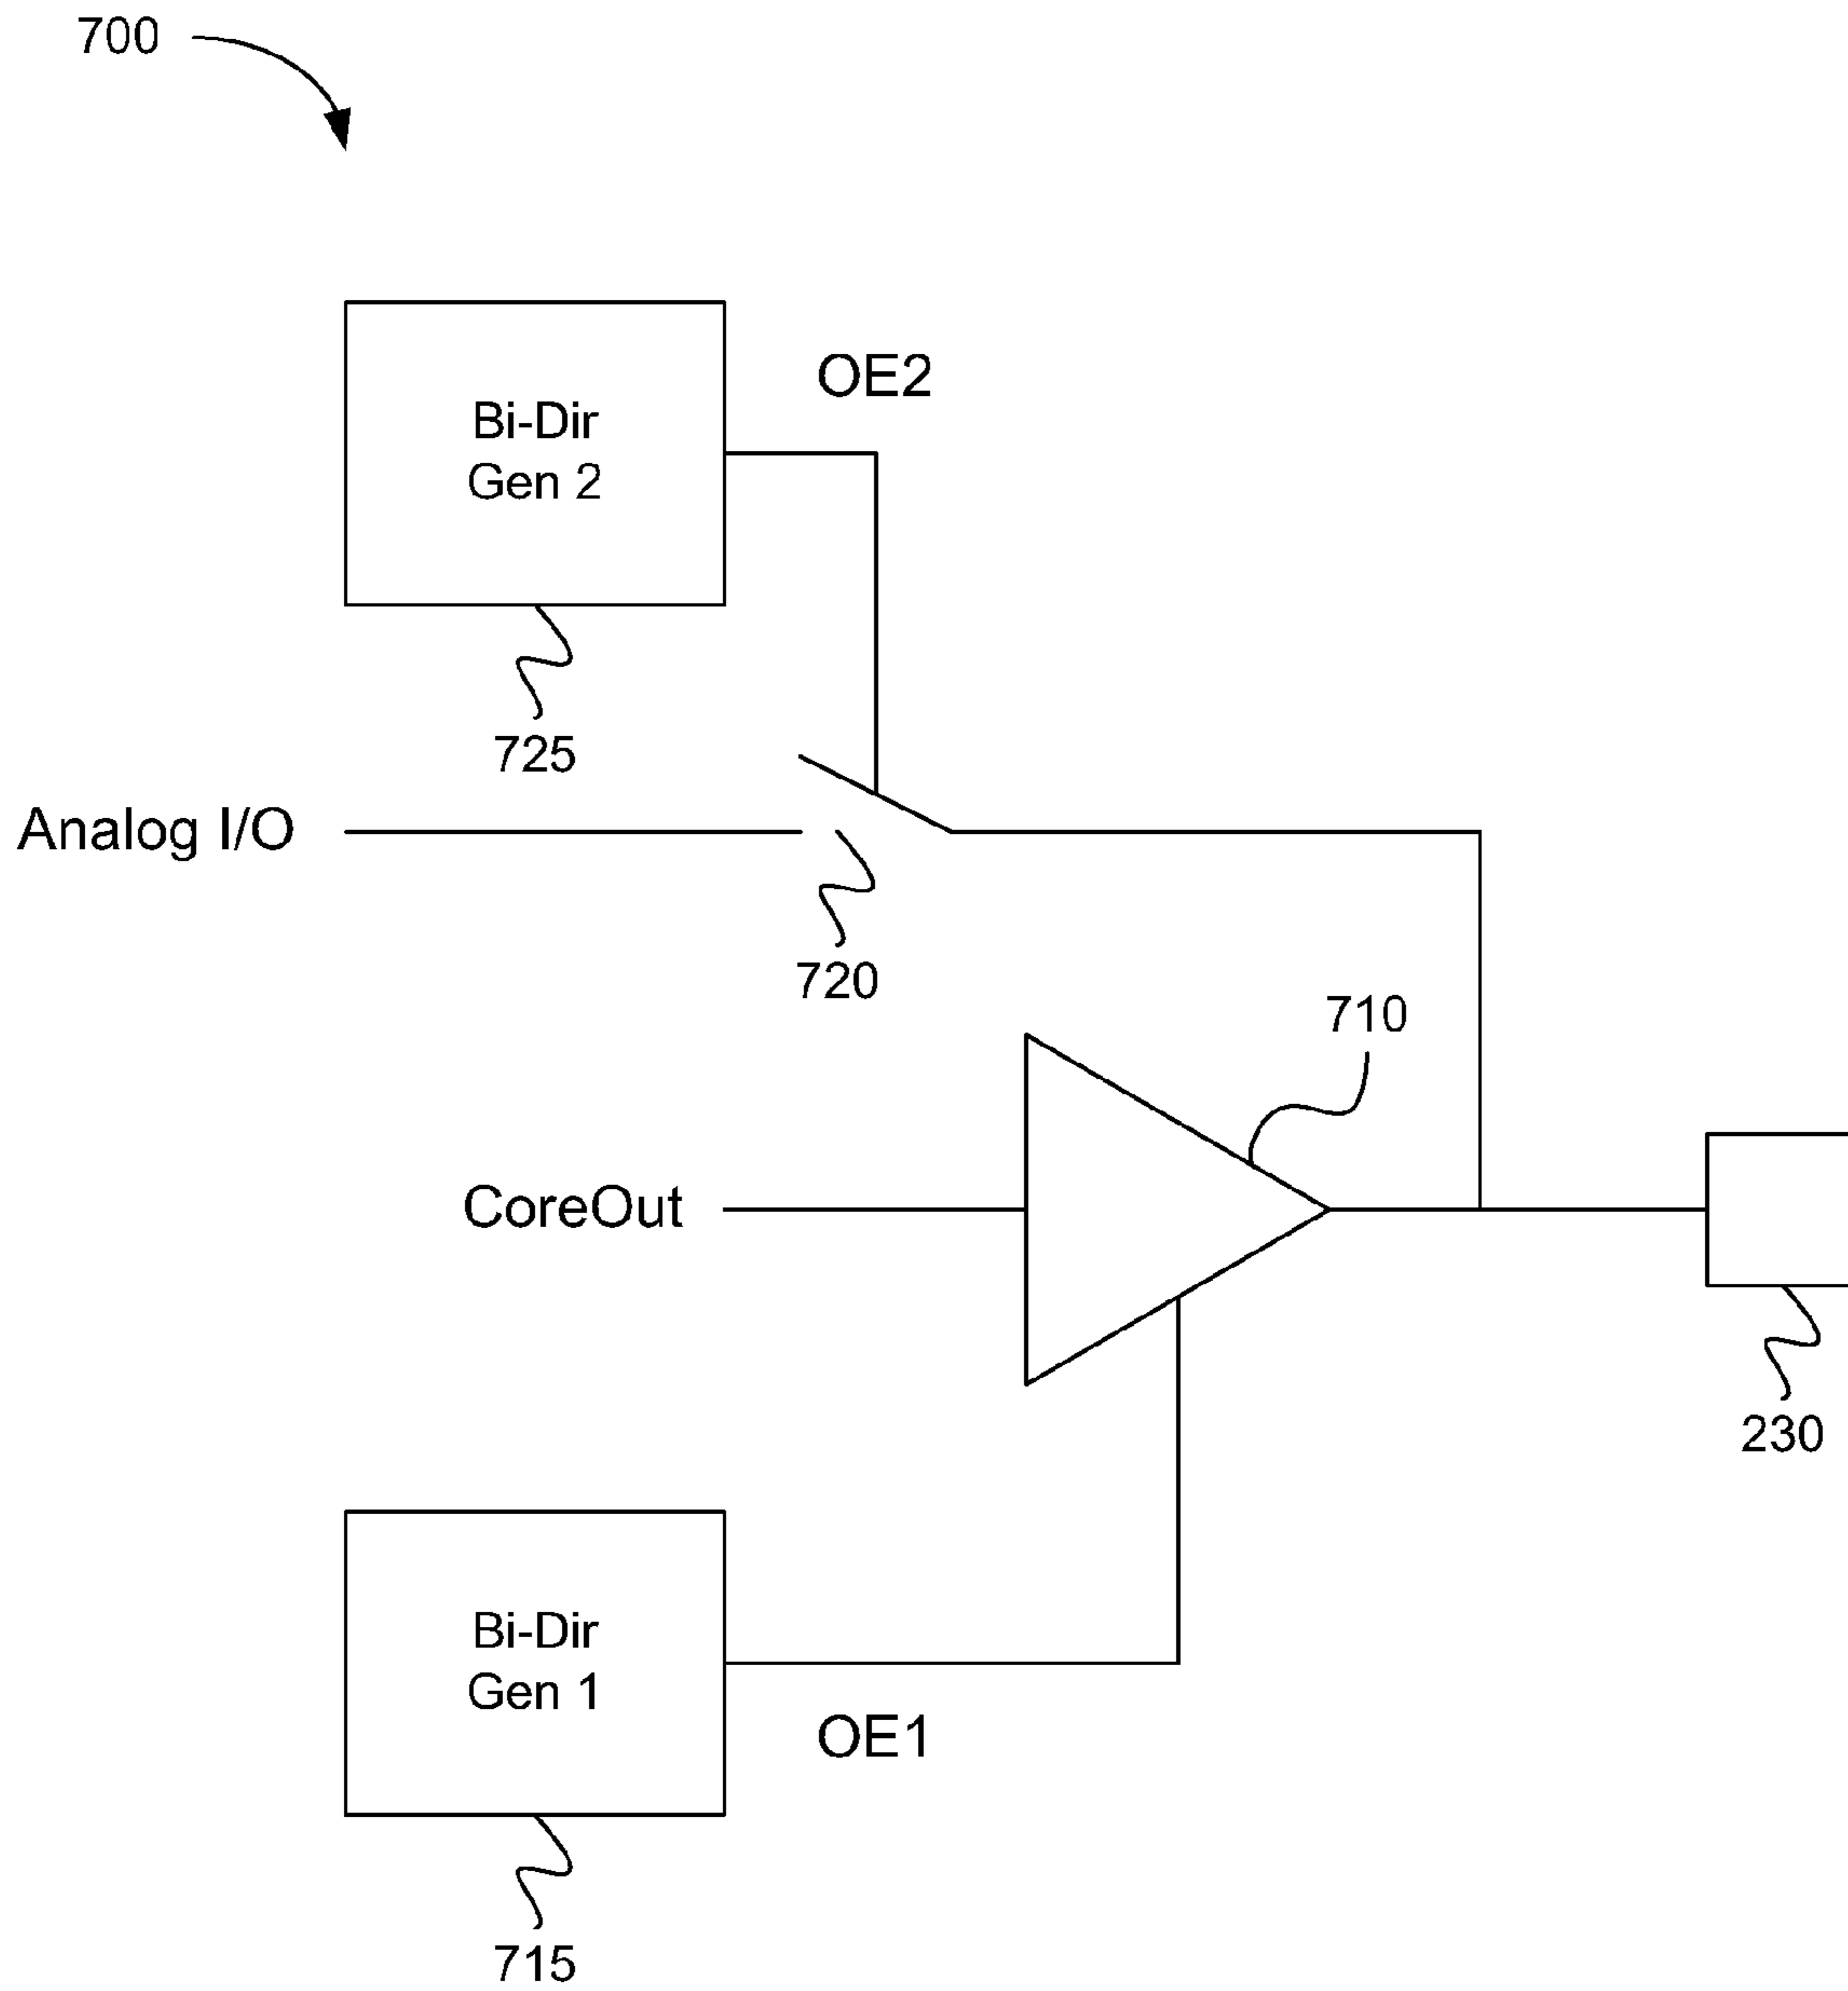 700
OE2
Bi-Dir
Gen 2
725
Analog I/O
720
710
CoreOut
230
Bi-Dir
Gen 1
OE1
715